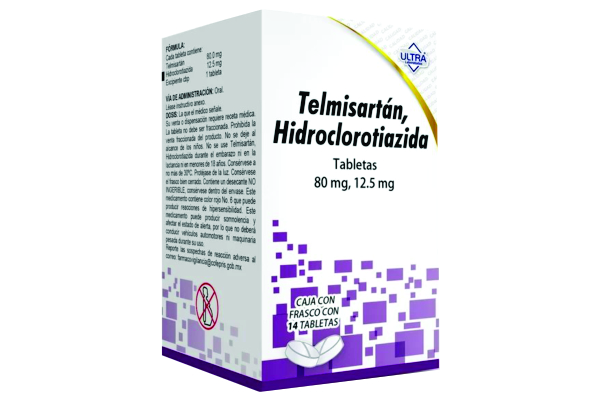 FÓRMULA:
Cada tableta contiene:
Telmisartán 80.0 mg
Hidroclorotiazida 12.5 mg
Excipiente cbp 1 tableta
VÍA DE ADMINISTRACIÓN: Oral.
Léase instructivo anexo.
DOSIS: La que el médico señale.
Su venta o dispensación requiere receta médica.
La tableta no debe ser fraccionada. Prohibida la
venta fraccionada del producto. No se deje al
alcance de los niños. No se use Telmisartán,
Hidroclorotiazida durante el embarazo ni en la
lactancia ni en menores de 18 años. Consérvese a
no más de 30°C. Protéjase de la luz. Consérvese
el frasco bien cerrado. Contiene un desecante NO
INGERIBLE, consérvese dentro del envase. Este
medicamento contiene color rojo No. 6 que puede
producir reacciones de hipersensibilidad. Este
medicamento puede producir somnolencia y
afectar el estado de alerta, por lo que no deberá
conducir vehículos automotores ni maquinaria
pesada durante su uso.
Reporte las sospechas de reacción adversa al
correo: farmacovigilancia@cofepris.gob.mx
ULTRA
Telmisartán,
Hidroclorotiazida
Tabletas
80 mg, 12.5 mg
CAJA CON
FRASCO CON
14 TABLETAS